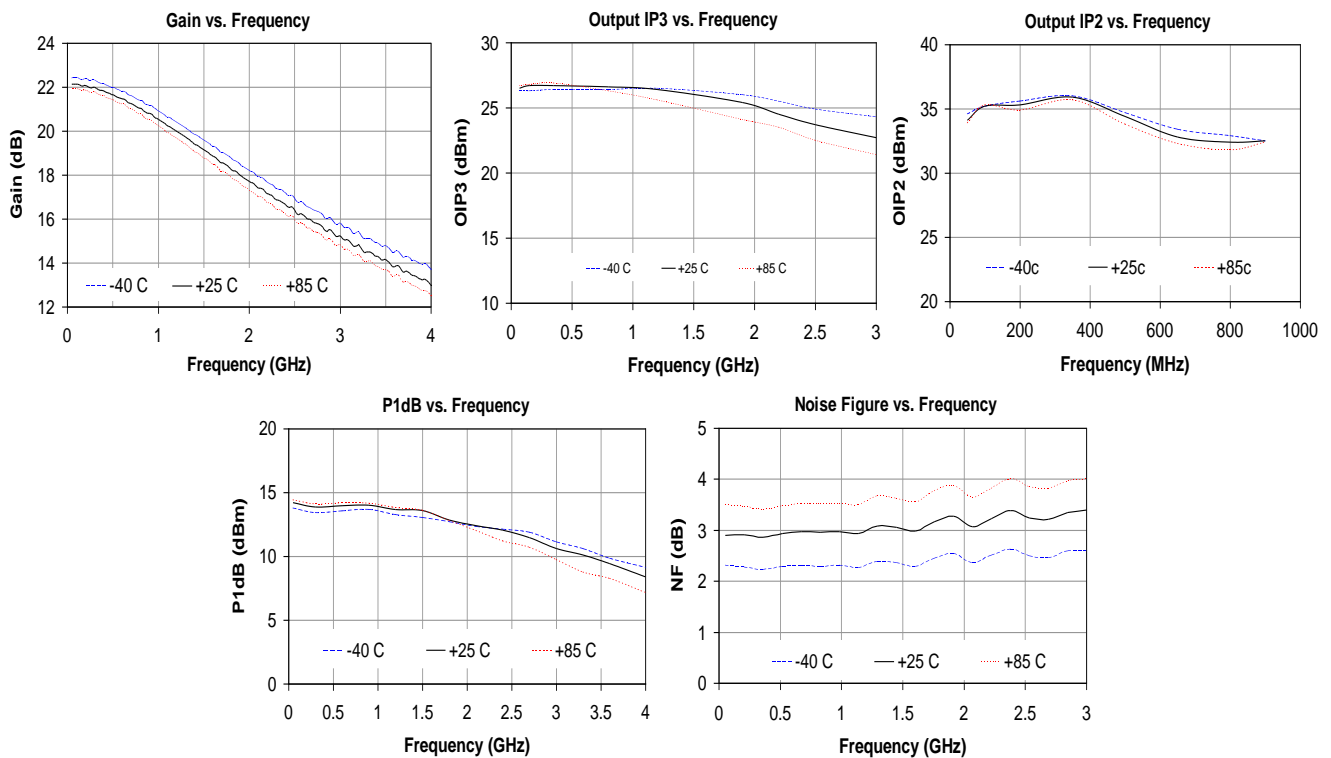 Gain vs. Frequency
Gain (dB)
24
22
20
18
16
14
12
-40 C
+25 C
+85 C
0
1
2
3
4
Frequency (GHz)
Output IP3 vs. Frequency
OIP3 (dBm)
30
25
20
15
10
-40 C
+25 C
+85 C
0
0.5
1
1.5
2
2.5
3
Frequency (GHz)
Output IP2 vs. Frequency
OIP2 (dBm)
40
35
30
25
20
-40c
+25c
+85c
0
200
400
600
800
1000
Frequency (MHz)
P1dB vs. Frequency
P1dB (dBm)
20
15
10
5
0
-40 C
+25 C
+85 C
0
0.5
1
1.5
2
2.5
3
3.5
4
Frequency (GHz)
Noise Figure vs. Frequency
NF (dB)
5
4
3
2
1
0
-40 C
+25 C
+85 C
0
0.5
1
1.5
2
2.5
3
Frequency (GHz)